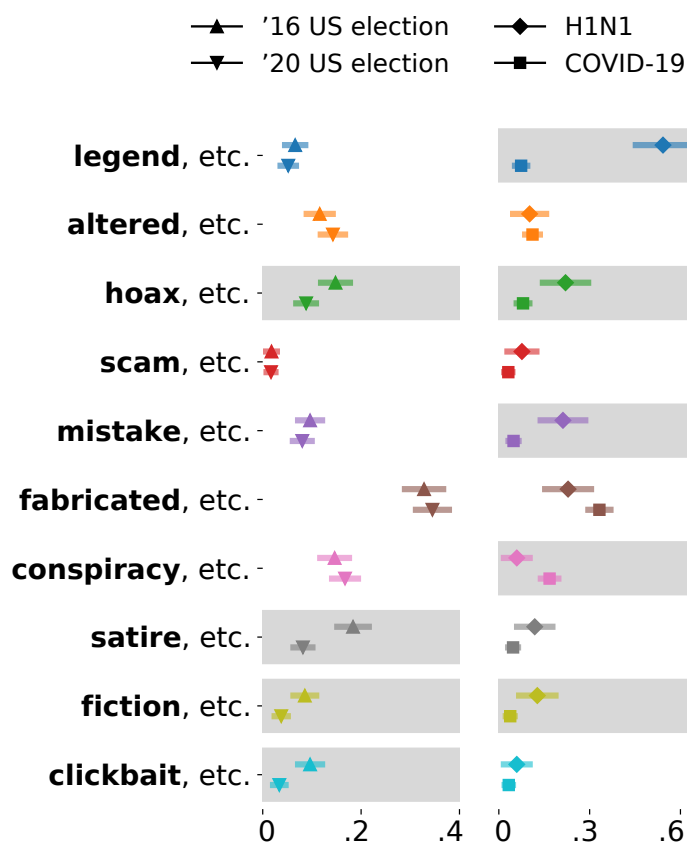 ’16 US election
H1N1
’20 US election
COVID-19
legend, etc.
altered, etc.
hoax, etc.
scam, etc.
mistake, etc.
fabricated, etc.
conspiracy, etc.
satire, etc.
fiction, etc.
clickbait, etc.
0 .2 .4 0 .3 .6